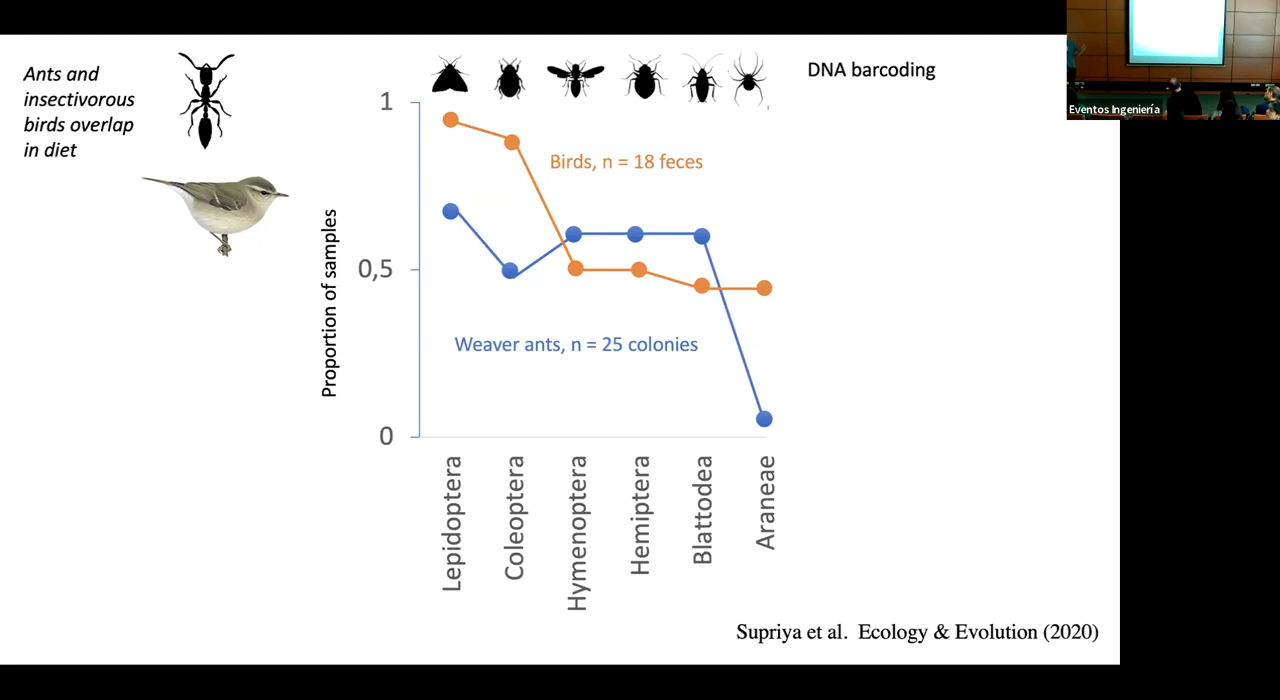 Ants and
insectivorous
birds overlap
in diet
DNA barcoding
Eventos Ingeniería
1
0,5
0
Proportion of samples
Birds, n = 18 feces
Weaver ants, n = 25 colonies
Lepidoptera
Coleoptera
Hymenoptera
Hemiptera
Blattodea
Araneae
Supriya et al. Ecology & Evolution (2020)